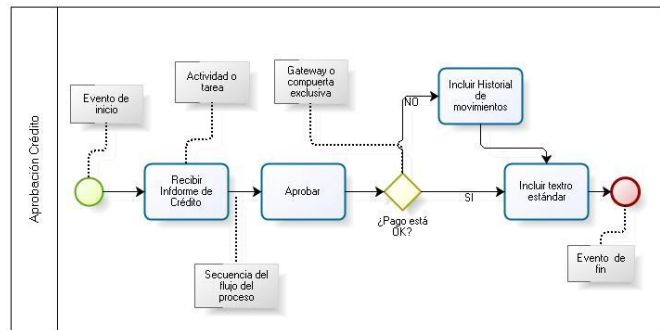 Aprobación Crédito
Evento de
inicio
Actividad o
tarea
Gateway o
compuerta
exclusiva
NO
Incluir Historial
de
movimientos
Recibir
Infdorme de
Crédito
Aprobar
¿Pago está
OK?
SI
Incluir textro
estándar
Secuencia del
flujo del
proceso
Evento de
fin